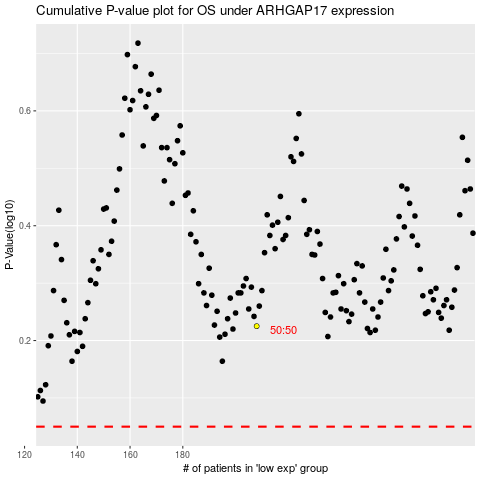 Cumulative P-value plot for OS under ARHGAP17 expression
P-Value(log10)
0.6
0.4
0.2
50:50
120 140 160 180
# of patients in 'low exp' group